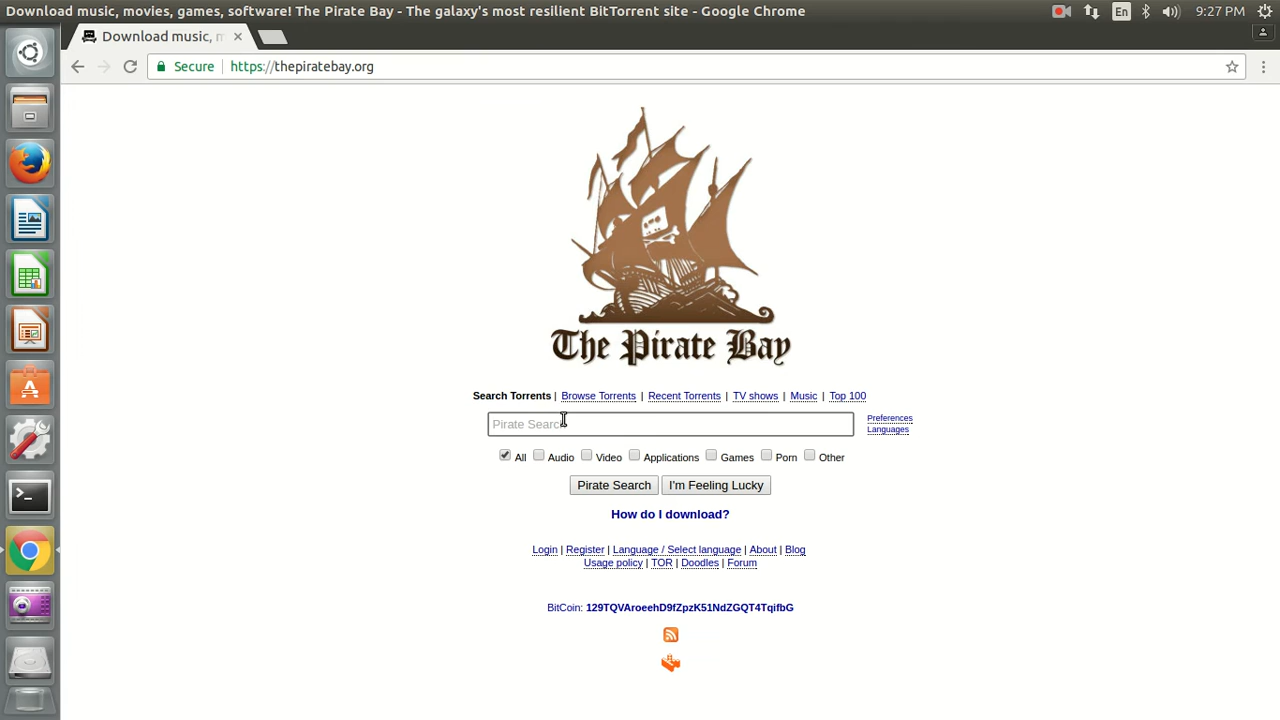 Download music, movies, games, software! The Pirate Bay - The galaxy's most resilient BitTorrent site - Google Chrome
En
9:27 PM
Download music, m
Secure
https://thepiratebay.org
The Pirate Bay
Search Torrents | Browse Torrents | Recent Torrents | TV shows | Music | Top 100
Pirate Search
Preferences
Languages
All Audio Video Applications Games Porn Other
Pirate Search I'm Feeling Lucky
How do I download?
Login | Register | Language / Select language | About | Blog
Usage policy | TOR | Doodles | Forum
BitCoin: 129TQVAroeehD9fZpzK51NdZGQT4TqifbG